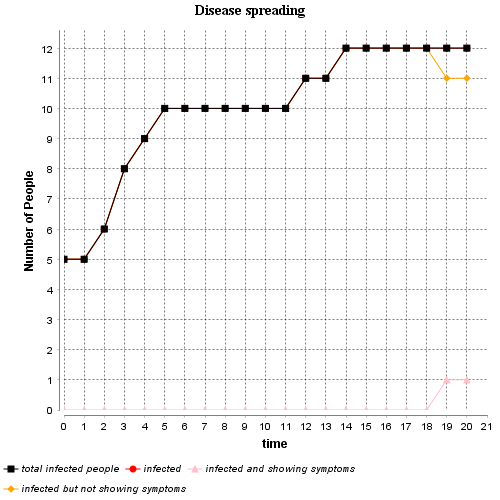 Disease spreading
12
11
10
9
8
7
6
5
4
3
2
1
0
Number of People
0 1 2 3 4 5 6 7 8 9 10 11 12 13 14 15 16 17 18 19 20 21
time
total infected people infected infected and showing symptoms
infected but not showing symptoms